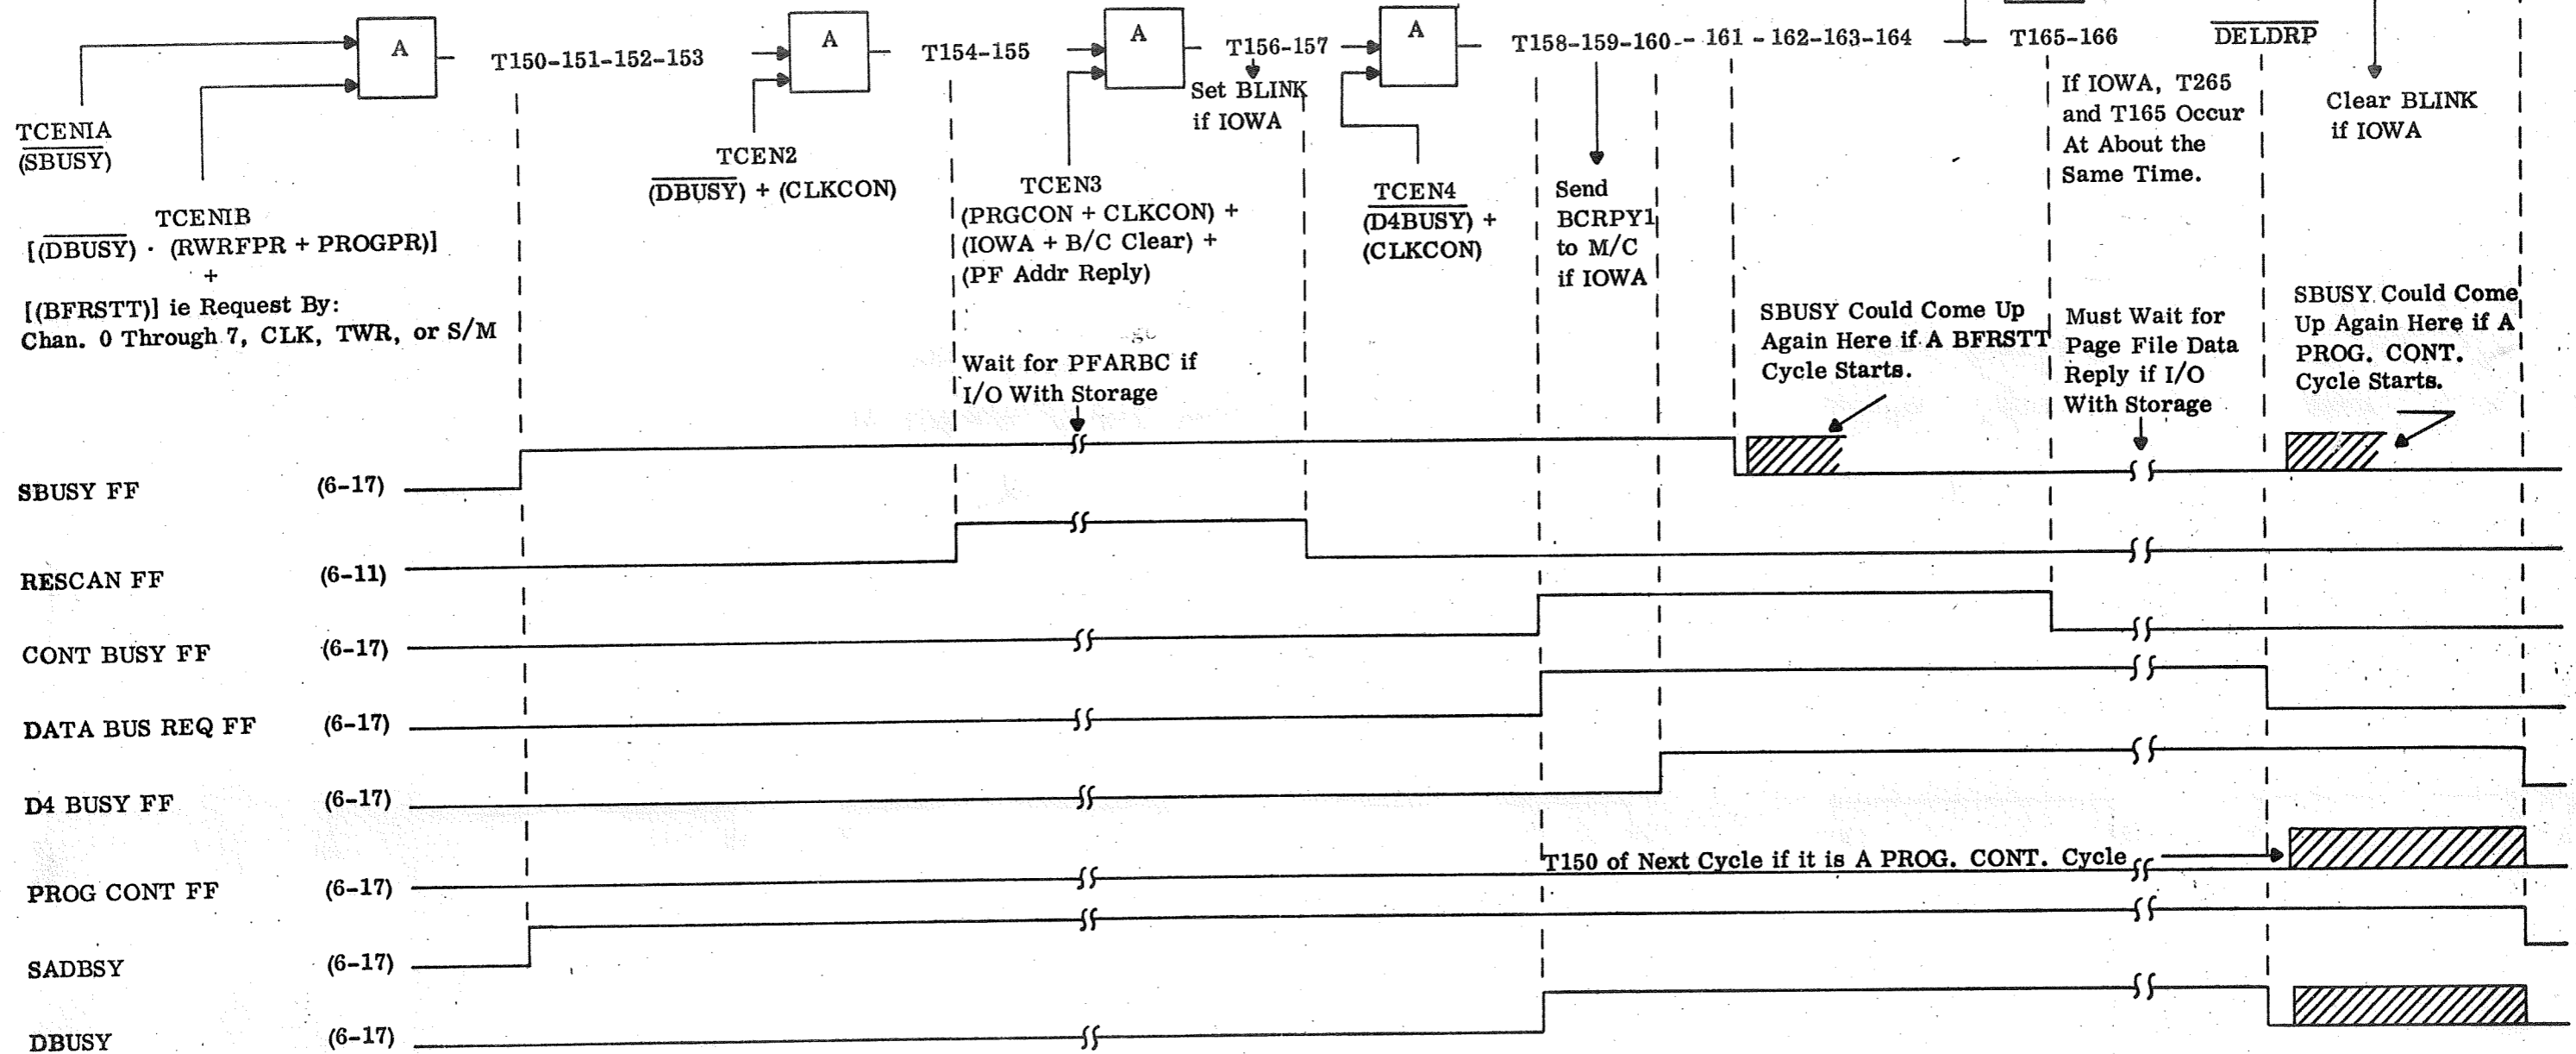 A
A
A
A
T150-151-152-153
T154-155
T156-157
T158-159-160-- 161 - 162-163-164
T165-166
DELDRP
Set BLINK
if IOWA
If IOWA, T265
and T165 Occur
At About the
Same Time.
Clear BLINK
if IOWA
TCENIA
(SBUSY)
TCENIB
[(DBUSY) · (RWRFPR + PROGPR)]
+
[(BFRSTT)] ie Request By:
Chan. 0 Through 7, CLK, TWR, or S/M
TCEN2
(DBUSY) + (CLKCON)
TCEN3
(PRGCON + CLKCON) +
(IOWA + B/C Clear) +
(PF Addr Reply)
TCEN4
(D4BUSY) +
(CLKCON)
Send
BCRPY1
to M/C
if IOWA
Wait for PFARBC if
I/O With Storage
SBUSY Could Come Up
Again Here if A BFRSTT
Cycle Starts.
Must Wait for
Page File Data
Reply if I/O
With Storage
SBUSY Could Come
Up Again Here if A
PROG. CONT.
Cycle Starts.
SBUSY FF (6-17)
RESCAN FF (6-11)
CONT BUSY FF (6-17)
DATA BUS REQ FF (6-17)
D4 BUSY FF (6-17)
T150 of Next Cycle if it is A PROG. CONT. Cycle
PROG CONT FF (6-17)
SADBSY (6-17)
DBUSY (6-17)